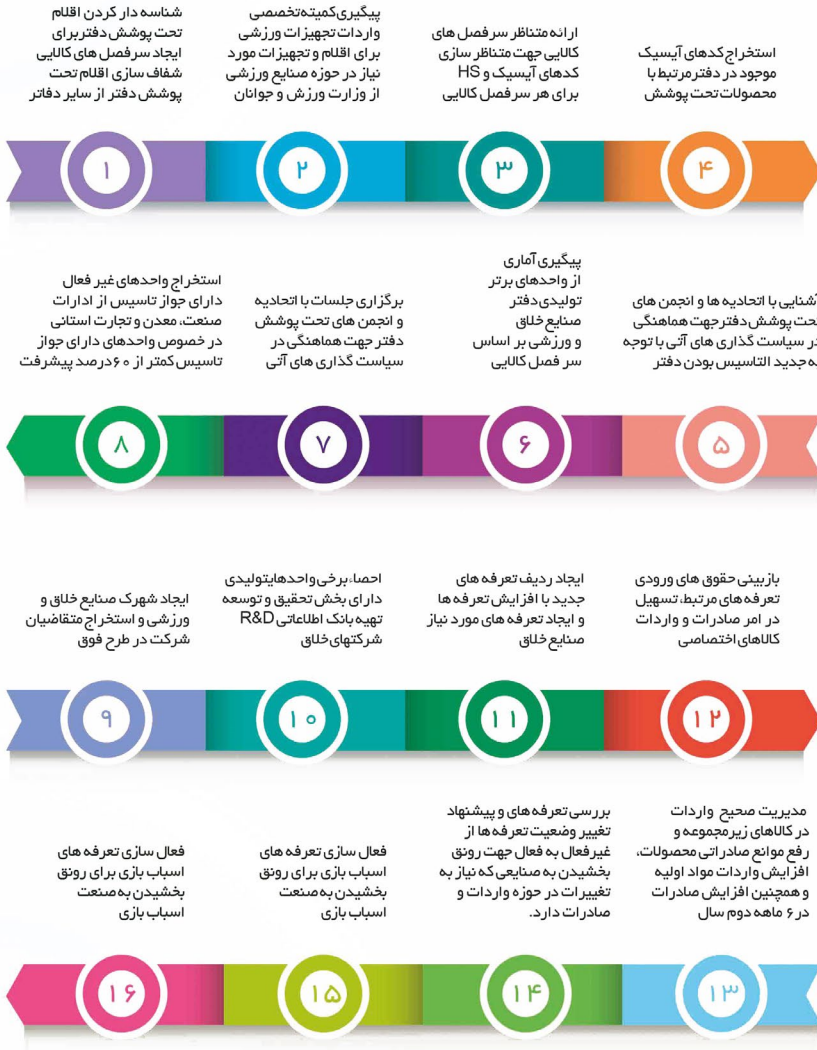 شناسه دار کردن اقلام
تحت پوشش دفتر برای
ایجاد سرفصل های کالایی
شفاف سازی اقلام تحت
پوشش دفتر از سایر دفاتر
۱
پیگیری کمیته تخصصی
واردات تجهیزات ورزشی
برای اقلام و تجهیزات مورد
نیاز در حوزه صنایع ورزشی
از وزارت ورزش و جوانان
۲
ارائه متناظر سرفصل های
کالایی جهت متناظر سازی
کدهای آیسیک و HS
برای هر سرفصل کالایی
۳
استخراج کدهای آیسیک
موجود در دفتر مرتبط با
محصولات تحت پوشش
۴
آشنایی با اتحادیه ها و انجمن های
تحت پوشش دفتر جهت هماهنگی
در سیاست گذاری های آتی با توجه
به جدید التاسیس بودن دفتر
۵
پیگیری آماری
از واحدهای برتر
تولیدی دفتر
صنایع خلاق
و ورزشی بر اساس
سر فصل کالایی
۶
برگزاری جلسات با اتحادیه
و انجمن های تحت پوشش
دفتر جهت هماهنگی در
سیاست گذاری های آتی
۷
استخراج واحدهای غیر فعال
دارای جواز تاسیس از ادارات
صنعت، معدن و تجارت استانی
در خصوص واحدهای دارای جواز
تاسیس کمتر از ۶۰درصد پیشرفت
۸
ایجاد شهرک صنایع خلاق و
ورزشی و استخراج متقاضیان
شرکت در طرح فوق
۹
احصاء برخی واحدهایتولیدی
دارای بخش تحقیق و توسعه
تهیه بانک اطلاعاتی R&D
شرکتهای خلاق
۱۰
ایجاد ردیف تعرفه های
جدید با افزایش تعرفه ها
و ایجاد تعرفه های مورد نیاز
صنایع خلاق
۱۱
بازبینی حقوق های ورودی
تعرفه های مرتبط، تسهیل
در امر صادرات و واردات
کالاهای اختصاصی
۱۲
مدیریت صحیح واردات
در کالاهای زیرمجموعه و
رفع موانع صادراتی محصولات،
افزایش واردات مواد اولیه
و همچنین افزایش صادرات
در ۶ ماهه دوم سال
۱۳
بررسی تعرفه های و پیشنهاد
تغییر وضعیت تعرفه ها از
غیرفعال به فعال جهت رونق
بخشیدن به صنایعی که نیاز به
تغییرات در حوزه واردات و
صادرات دارد.
۱۴
فعال سازی تعرفه های
اسباب بازی برای رونق
بخشیدن به صنعت
اسباب بازی
۱۵
فعال سازی تعرفه های
اسباب بازی برای رونق
بخشیدن به صنعت
اسباب بازی
۱۶